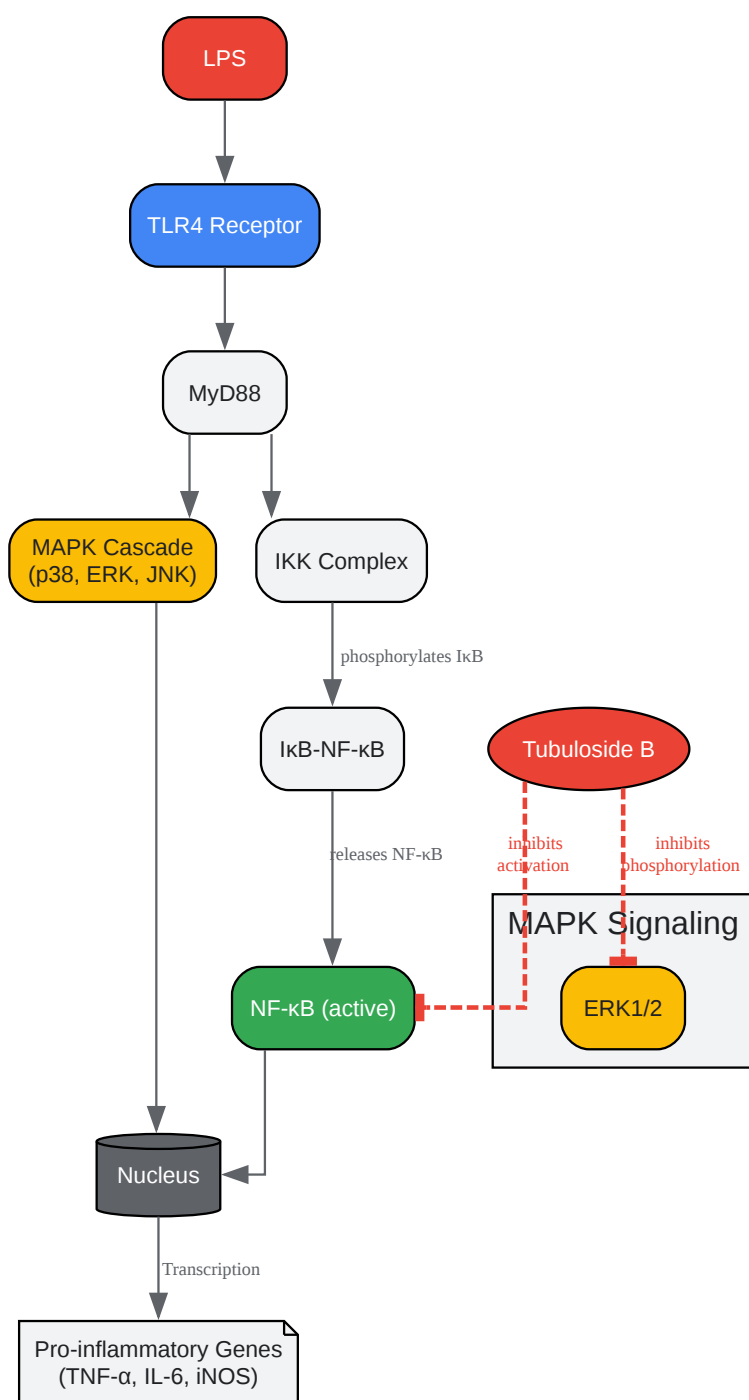 LPS
TLR4 Receptor
MyD88
MAPK Cascade
(p38, ERK, JNK)
IKK Complex
phosphorylates IκB
IκB-NF-κB
Tubuloside B
releases NF-κB
inhibits
activation
inhibits
phosphorylation
MAPK Signaling
NF-κB (active)
ERK1/2
Nucleus
Transcription
Pro-inflammatory Genes
(TNF-α, IL-6, iNOS)